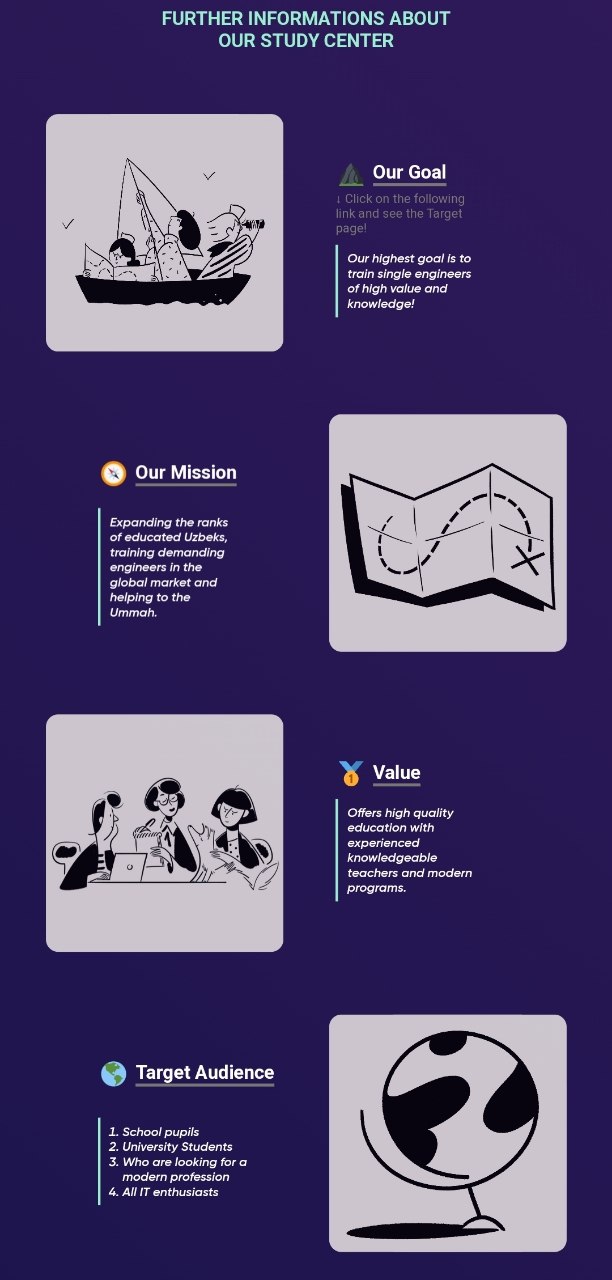 FURTHER INFORMATIONS ABOUT
OUR STUDY CENTER
Our Goal
↓ Click on the following
link and see the Target
page!
Our highest goal is to
train single engineers
of high value and
knowledge!
Our Mission
Expanding the ranks
of educated Uzbeks,
training demanding
engineers in the
global market and
helping to the
Ummah.
Value
Offers high quality
education with
experienced
knowledgeable
teachers and modern
programs.
Target Audience
1. School pupils
2. University Students
3. Who are looking for a
modern profession
4. All IT enthusiasts